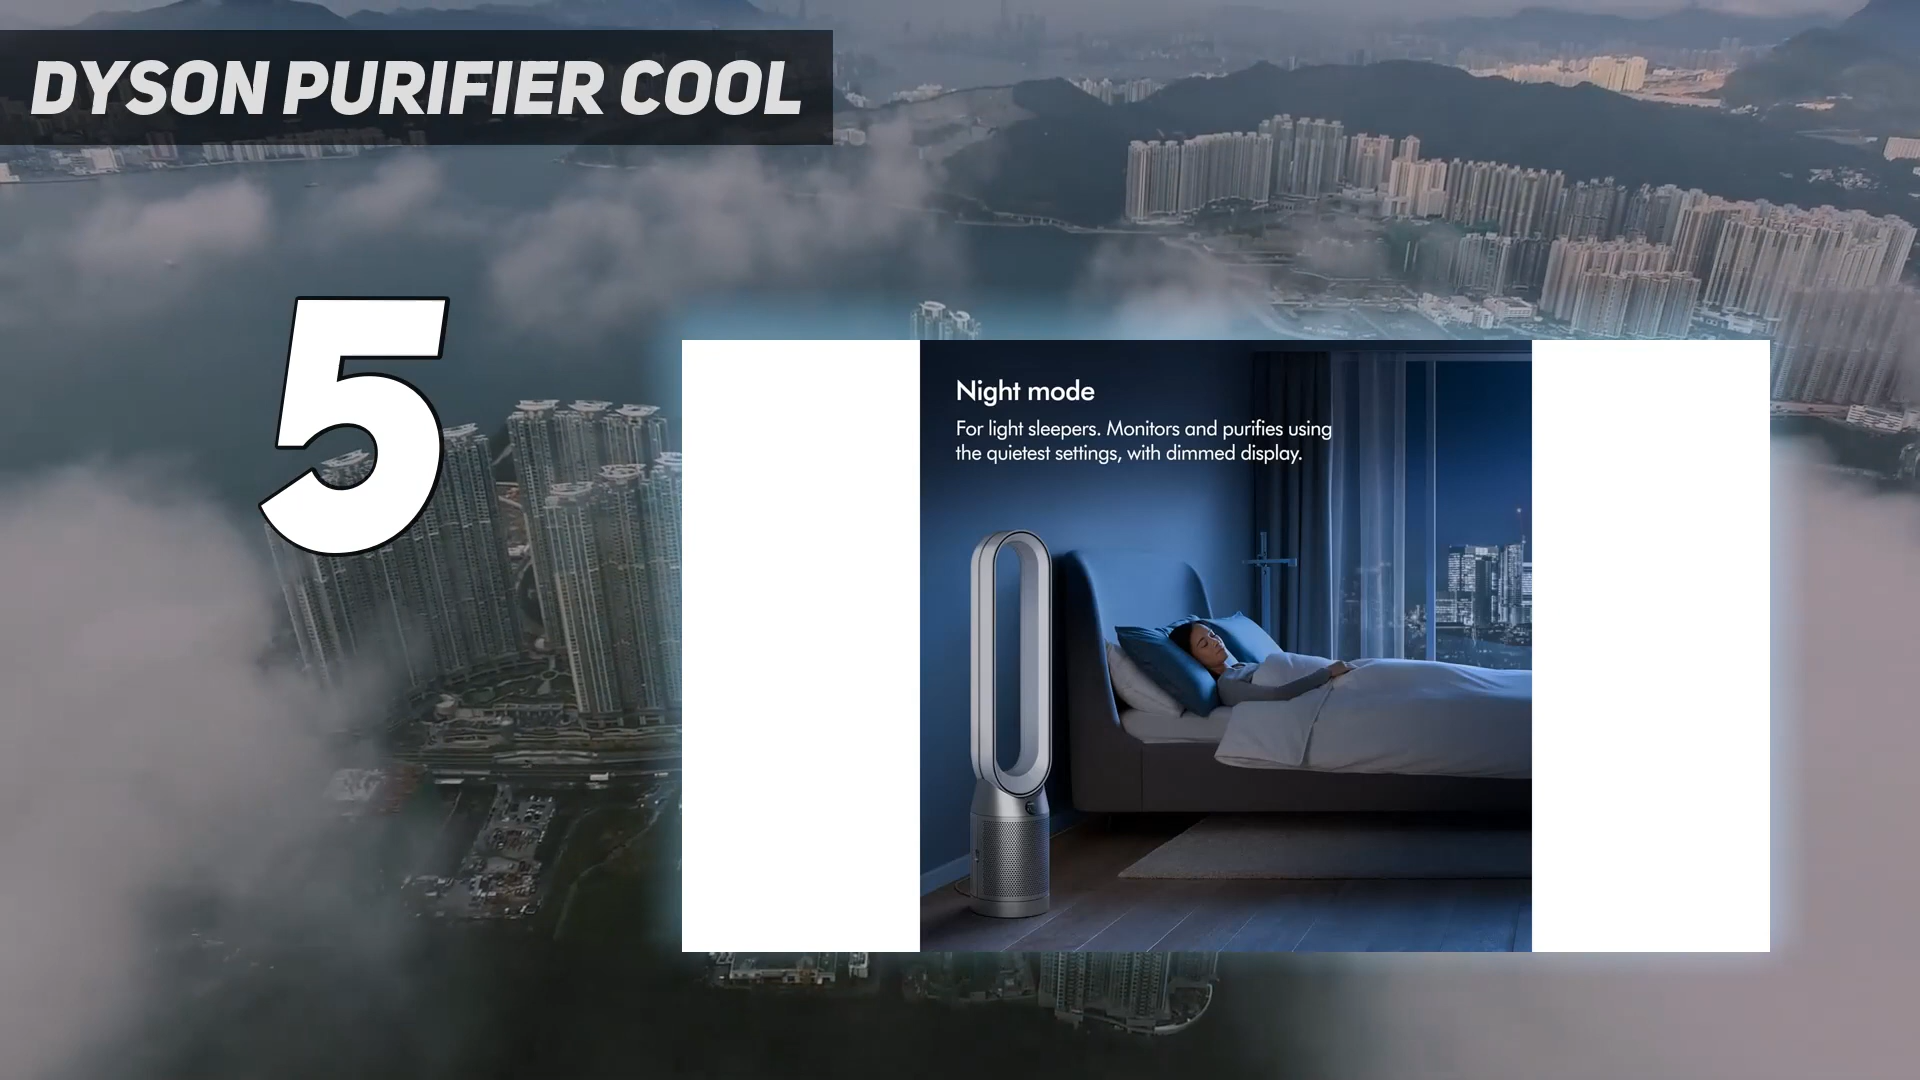 DYSON PURIFIER COOL
5
Night mode
For light sleepers. Monitors and purifies using
the quietest settings, with dimmed display.